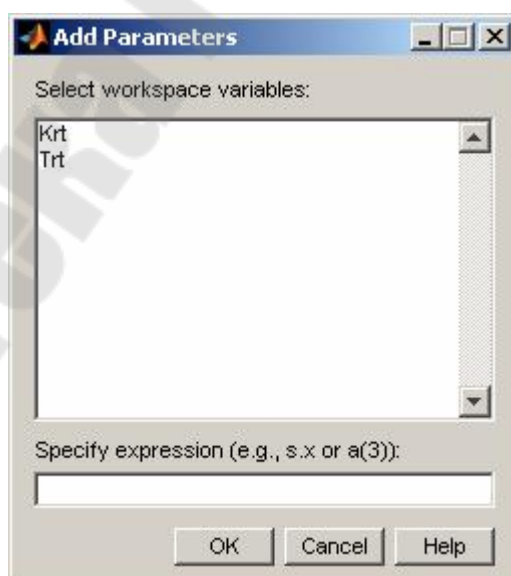 Add Parameters
Select workspace variables:
Krt
Trt
Specify expression (e.g., s.x or a(3)):
OK Cancel Help